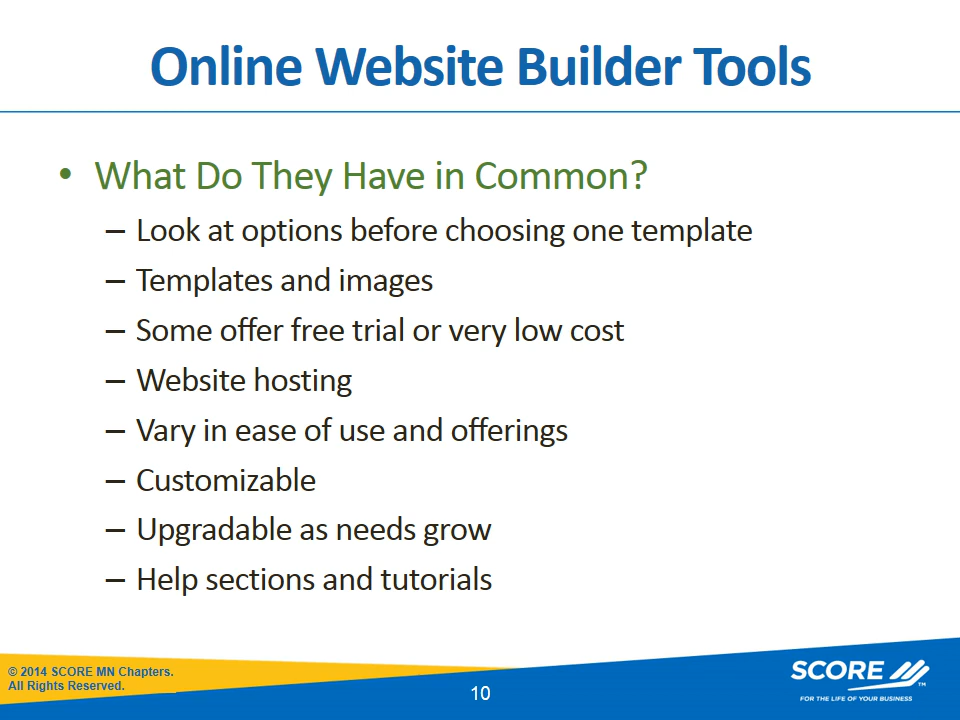 Online Website Builder Tools
• What Do They Have in Common?
– Look at options before choosing one template
– Templates and images
– Some offer free trial or very low cost
– Website hosting
– Vary in ease of use and offerings
– Customizable
– Upgradable as needs grow
– Help sections and tutorials
© 2014 SCORE MN Chapters.
All Rights Reserved.
10
SCORE ™
FOR THE LIFE OF YOUR BUSINESS